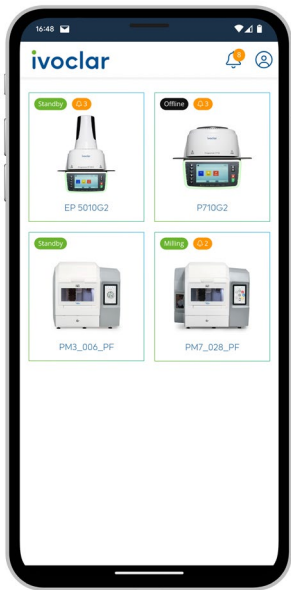 16:48
ivoclar
8
Standby 3
Offline 3
EP 5010G2
P710G2
Standby
Milling 2
PM3_006_PF
PM7_028_PF